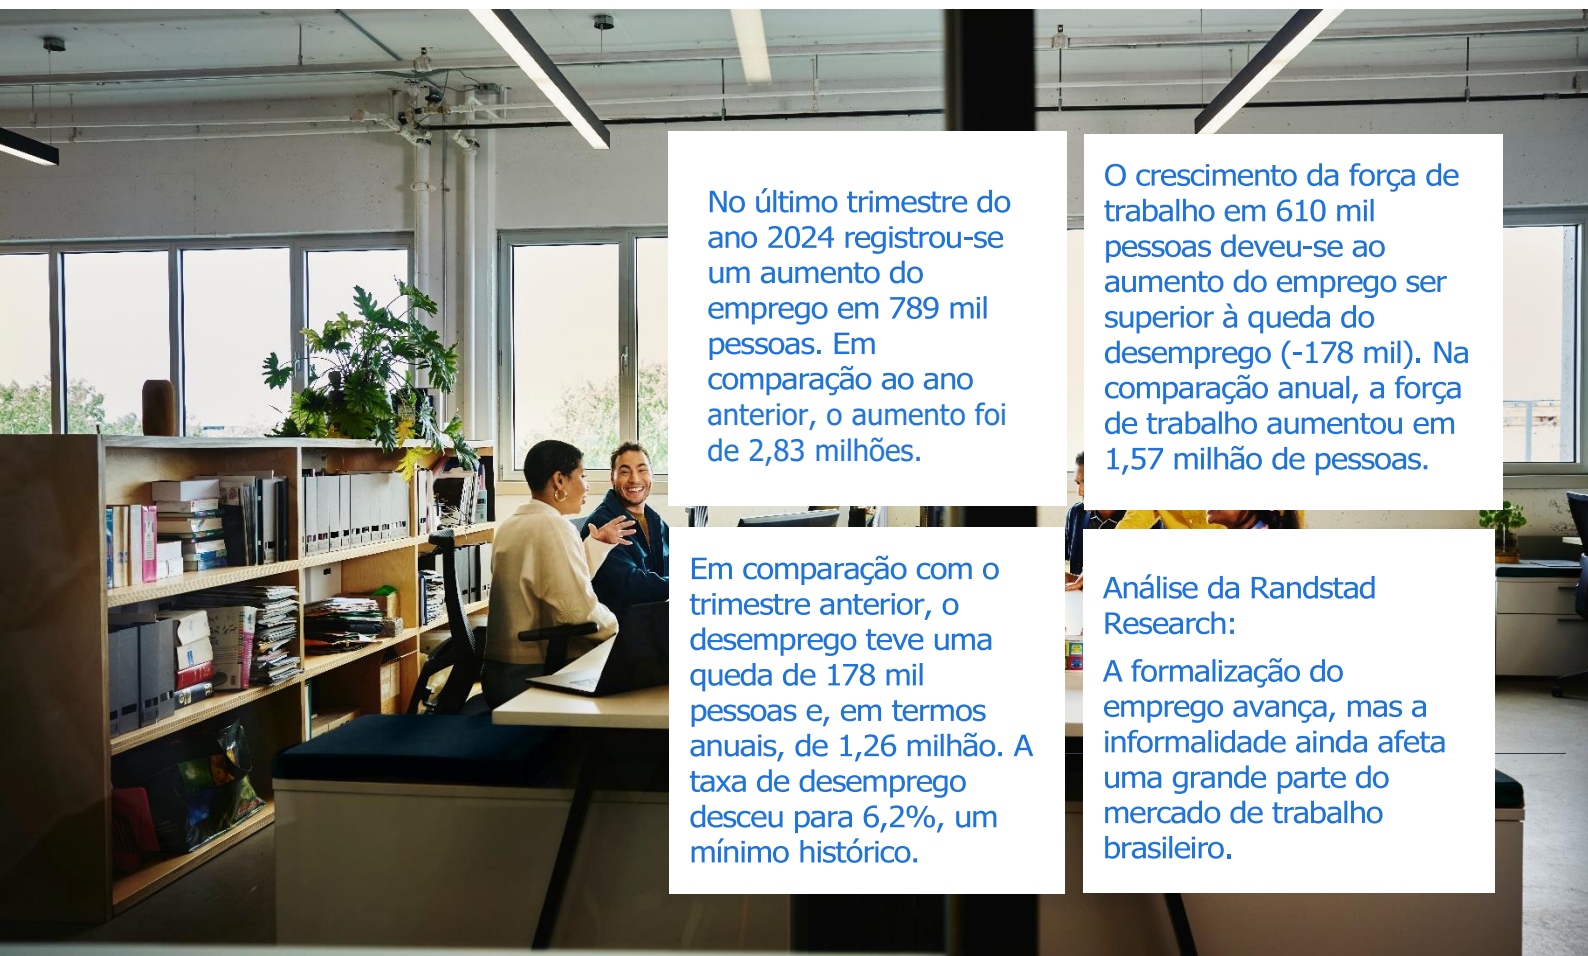 No último trimestre do
ano 2024 registrou-se
um aumento do
emprego em 789 mil
pessoas. Em
comparação ao ano
anterior, o aumento foi
de 2,83 milhões.
O crescimento da força de
trabalho em 610 mil
pessoas deveu-se ao
aumento do emprego ser
superior à queda do
desemprego (-178 mil). Na
comparação anual, a força
de trabalho aumentou em
1,57 milhão de pessoas.
Em comparação com o
trimestre anterior, o
desemprego teve uma
queda de 178 mil
pessoas e, em termos
anuais, de 1,26 milhão. A
taxa de desemprego
desceu para 6,2%, um
mínimo histórico.
Análise da Randstad
Research:
A formalização do
emprego avança, mas a
informalidade ainda afeta
uma grande parte do
mercado de trabalho
brasileiro.